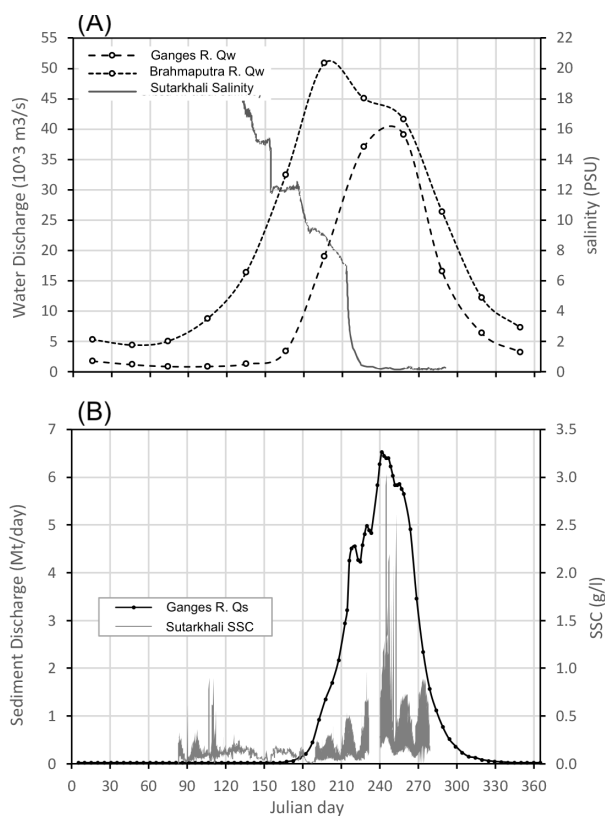 (A)
55 22
Ganges R. Qw
50 20
Brahmaputra R. Qw
45 Sutarkhali Salinity 18
40 16
35 14
30 12
25 10
20 8
15 6
10 4
5 2
0 0
Water Discharge (10^3 m3/s)
salinity (PSU)
(B)
7 3.5
6 3.0
5 2.5
4 2.0
Ganges R. Qs
3 1.5
Sutarkhali SSC
2 1.0
1 0.5
0 0.0
Sediment Discharge (Mt/day)
SSC (g/l)
0 30 60 90 120 150 180 210 240 270 300 330 360
Julian day